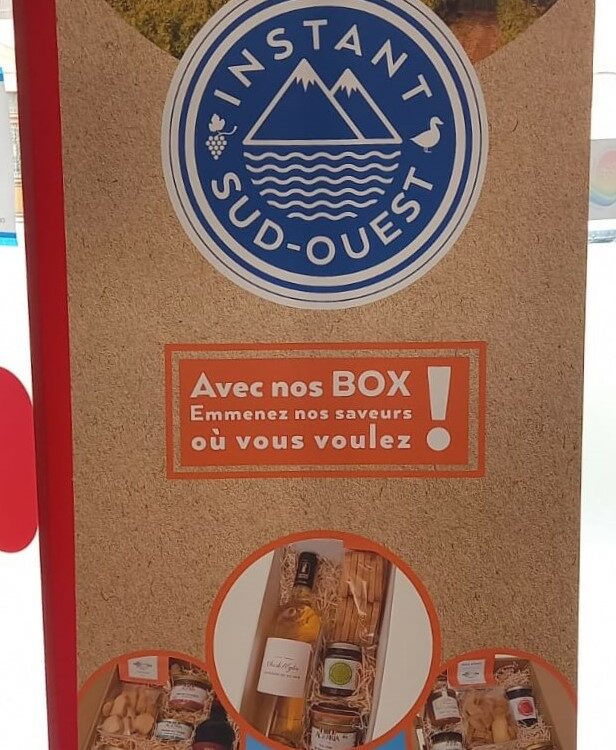 INSTANT
SUD-OUEST
Avec nos BOX
Emmenez nos saveurs
où vous voulez
!